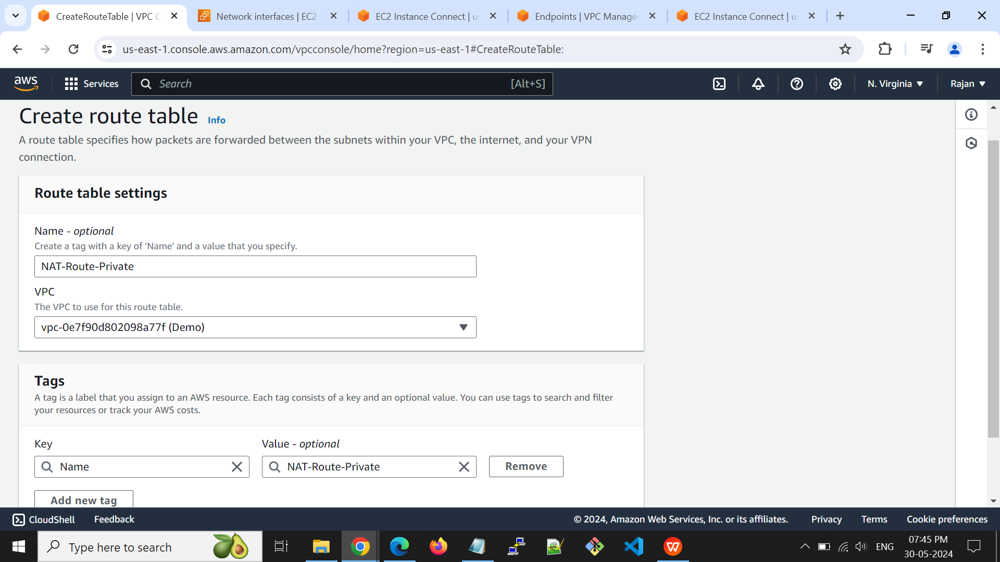 CreateRouteTable | VPC C
Network interfaces | EC2
EC2 Instance Connect | us
Endpoints | VPC Manager
EC2 Instance Connect | us
us-east-1.console.aws.amazon.com/vpcconsole/home?region=us-east-1#CreateRouteTable:
aws
Services
Search
[Alt+S]
N. Virginia
Rajan
Create route table Info
A route table specifies how packets are forwarded between the subnets within your VPC, the internet, and your VPN
connection.
Route table settings
Name - optional
Create a tag with a key of 'Name' and a value that you specify.
NAT-Route-Private
VPC
The VPC to use for this route table.
vpc-0e7f90d802098a77f (Demo)
Tags
A tag is a label that you assign to an AWS resource. Each tag consists of a key and an optional value. You can use tags to search and filter
your resources or track your AWS costs.
Key
Value - optional
Name
NAT-Route-Private
Remove
Add new tag
CloudShell
Feedback
© 2024, Amazon Web Services, Inc. or its affiliates.
Privacy
Terms
Cookie preferences
Type here to search
ENG
07:45 PM
30-05-2024